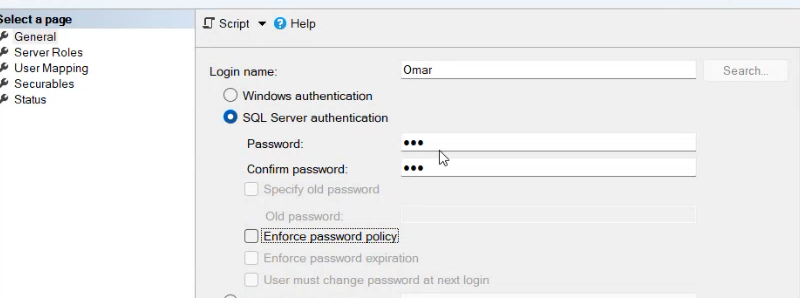 Select a page
General
Server Roles
User Mapping
Securables
Status
Script Help
Login name: Omar Search...
Windows authentication
SQL Server authentication
Password: •••
Confirm password: •••
Specify old password
Old password:
Enforce password policy
Enforce password expiration
User must change password at next login